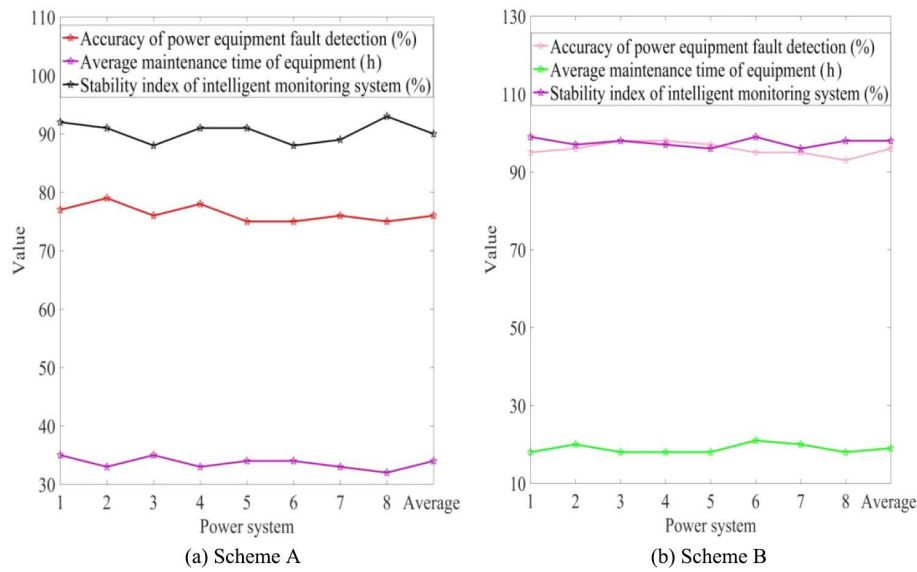 110
100
90
80
70
60
50
40
30
Value
Accuracy of power equipment fault detection (%)
Average maintenance time of equipment (h)
Stability index of intelligent monitoring system (%)
1 2 3 4 5 6 7 8 Average
Power system
(a) Scheme A
130
110
90
70
50
30
10
Value
Accuracy of power equipment fault detection (%)
Average maintenance time of equipment (h)
Stability index of intelligent monitoring system (%)
1 2 3 4 5 6 7 8 Average
Power system
(b) Scheme B